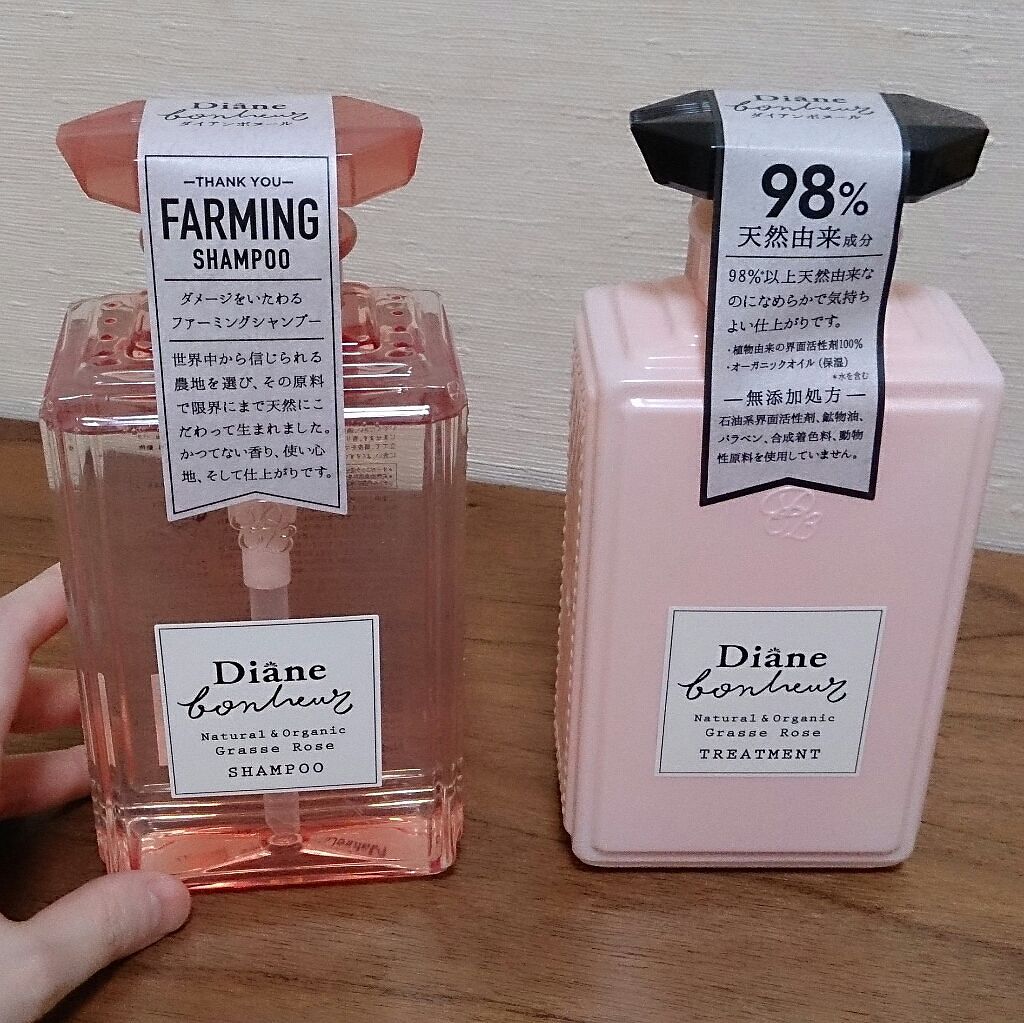 Diane
bonheur
ダイアンボヌール
—THANK YOU—
FARMING
SHAMPOO
ダメージをいたわる
ファーミングシャンプー
世界中から信じられる
農地を選び、その原料
で限界にまで天然にこ
だわって生まれました。
かつてない香り、使い心
地、そして仕上がりです。
Diane
bonheur
Natural & Organic
Grasse Rose
SHAMPOO
Diane
bonheur
ダイアンボヌール
98%
天然由来成分
98%*以上天然由来な
のになめらかで気持ち
よい仕上がりです。
・植物由来の界面活性剤100%
・オーガニックオイル（保湿）
*水を含む
—無添加処方—
石油系界面活性剤、鉱物油、
パラベン、合成着色料、動物
性原料を使用していません。
Diane
bonheur
Natural & Organic
Grasse Rose
TREATMENT